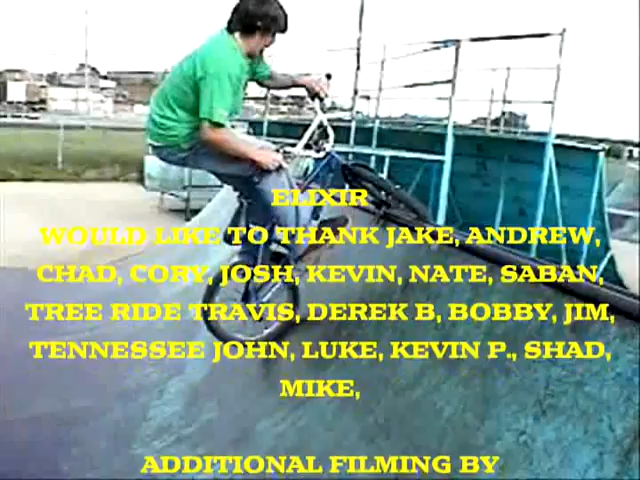 ELIXIR
WOULD LIKE TO THANK JAKE, ANDREW,
CHAD, CORY, JOSH, KEVIN, NATE, SABAN,
TREE RIDE TRAVIS, DEREK B, BOBBY, JIM,
TENNESSEE JOHN, LUKE, KEVIN P., SHAD,
MIKE,
ADDITIONAL FILMING BY